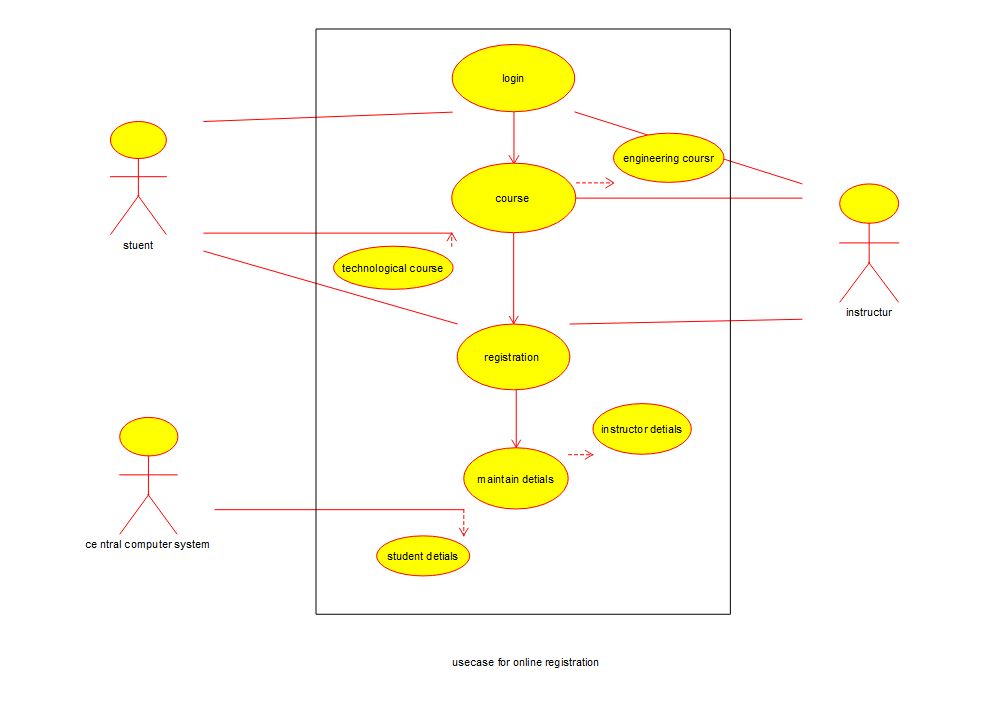 login
engineering coursr
course
stuent
technological course
instructur
registration
instructor detials
maintain detials
ce ntral computer system
student detials
usecase for online registration